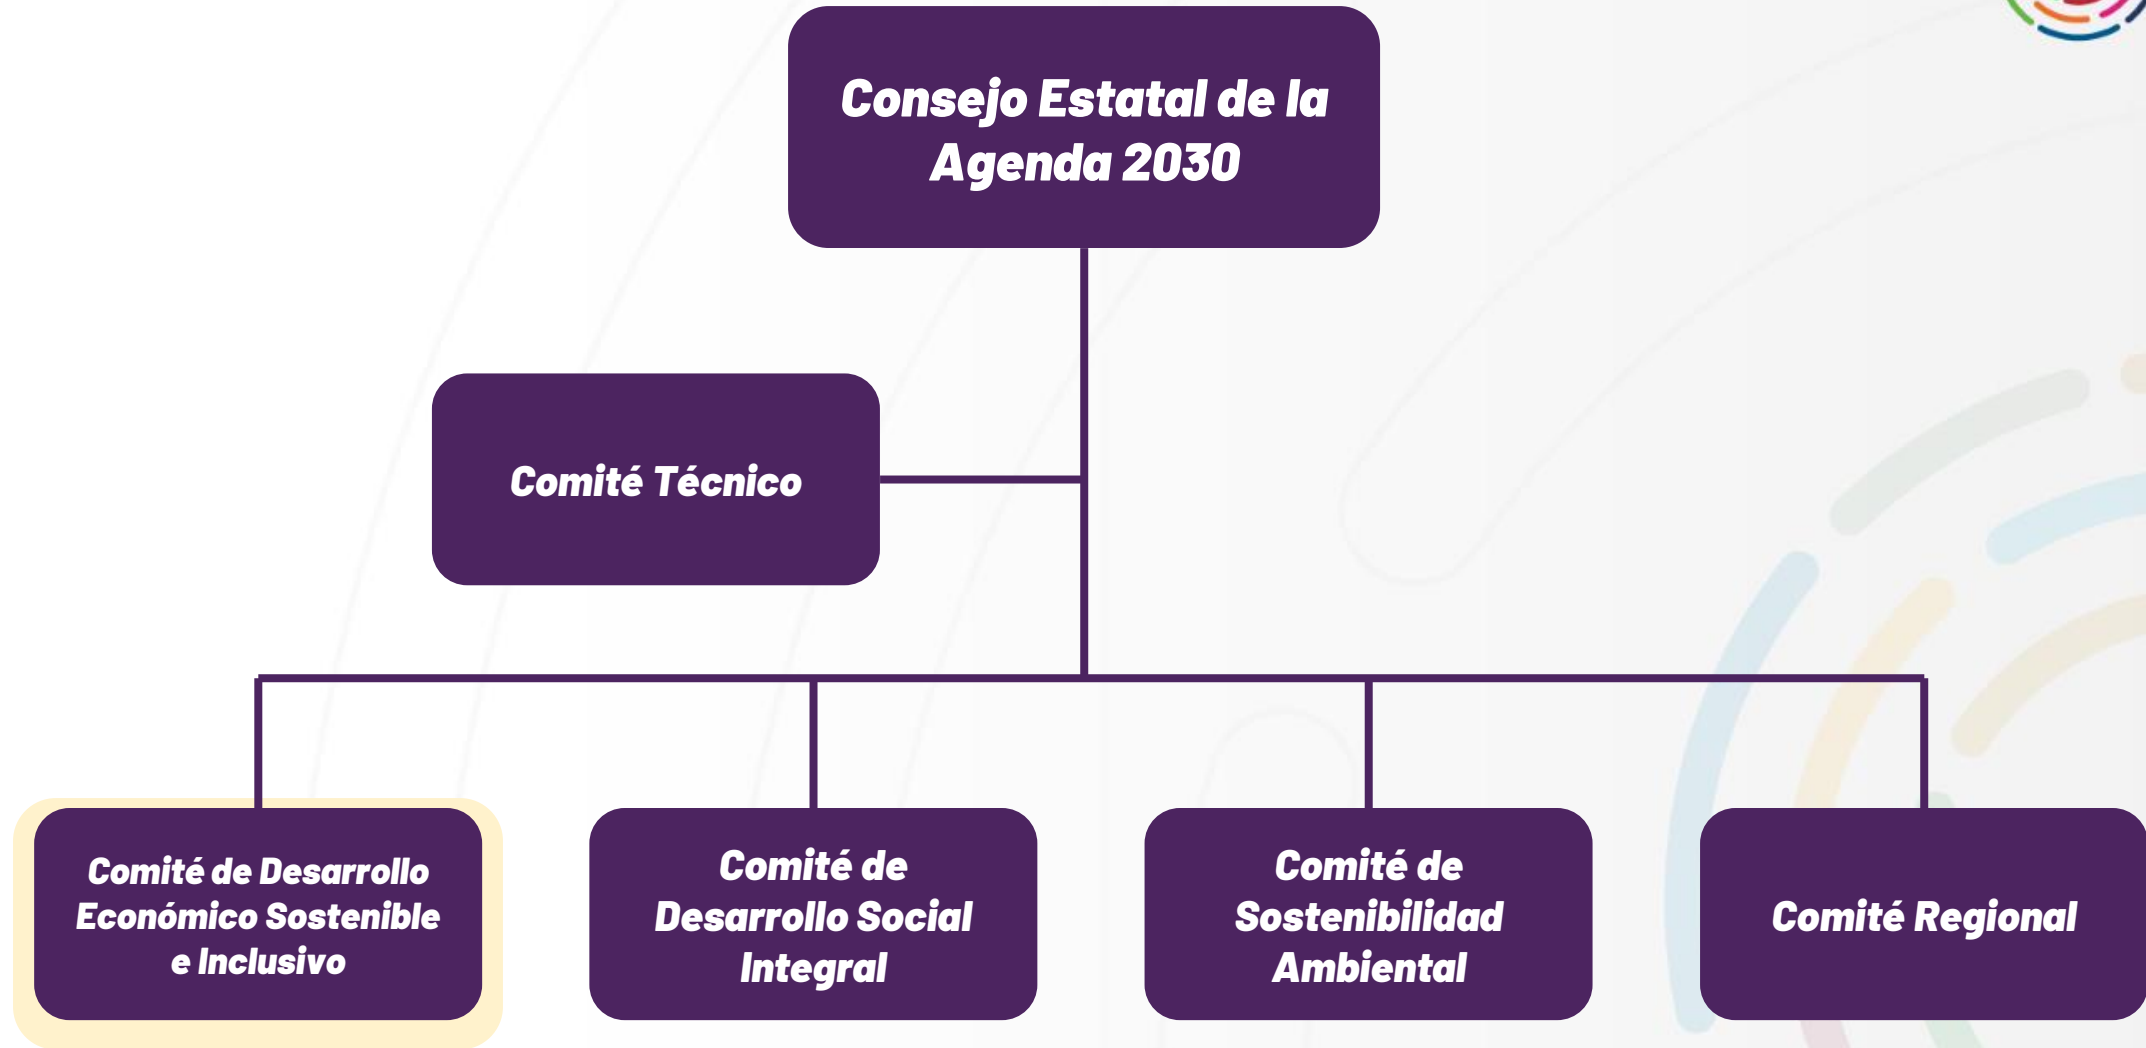 Consejo Estatal de la
Agenda 2030
Comité Técnico
Comité de Desarrollo
Económico Sostenible
e Inclusivo
Comité de
Desarrollo Social
Integral
Comité de
Sostenibilidad
Ambiental
Comité Regional